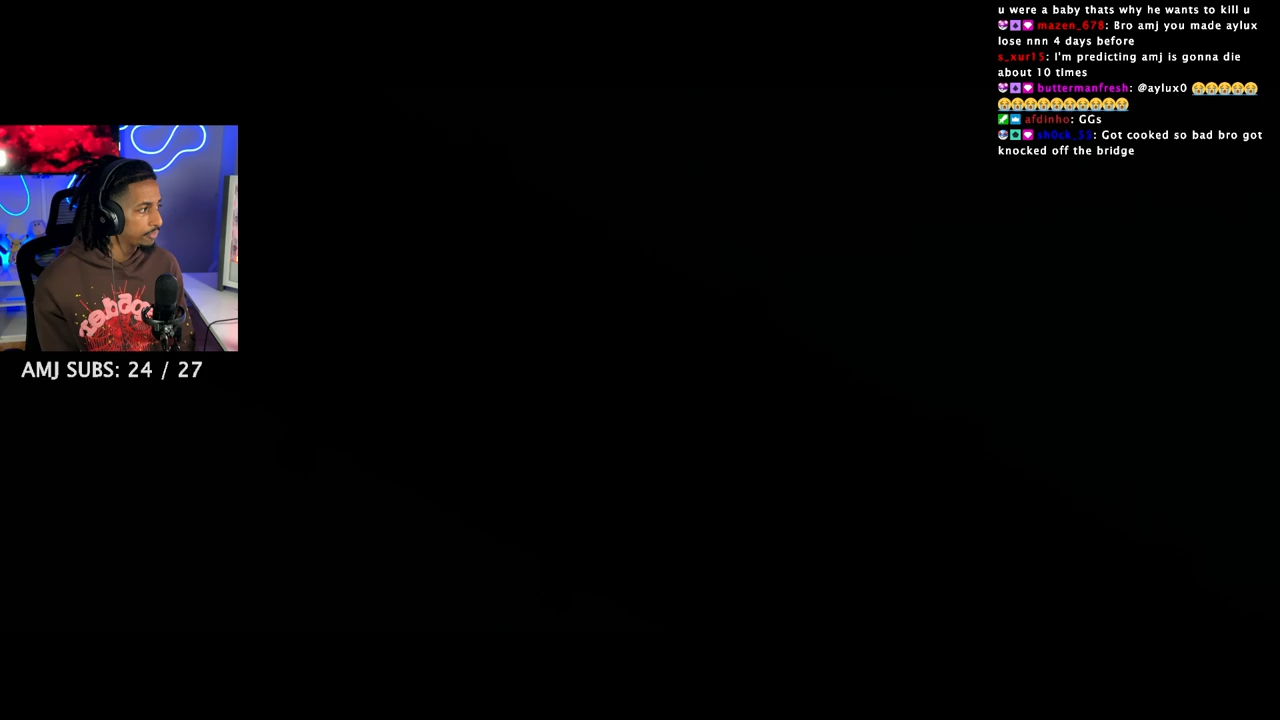 u were a baby thats why he wants to kill u
mazen_678: Bro amj you made aylux
lose nnn 4 days before
s_xur15: I'm predicting amj is gonna die
about 10 times
buttermanfresh: @aylux0 😭😭😭😭😭
😭😭😭😭😭😭😭😭😭😭
afdinho: GGs
sh0ck_55: Got cooked so bad bro got
knocked off the bridge
AMJ SUBS: 24 / 27